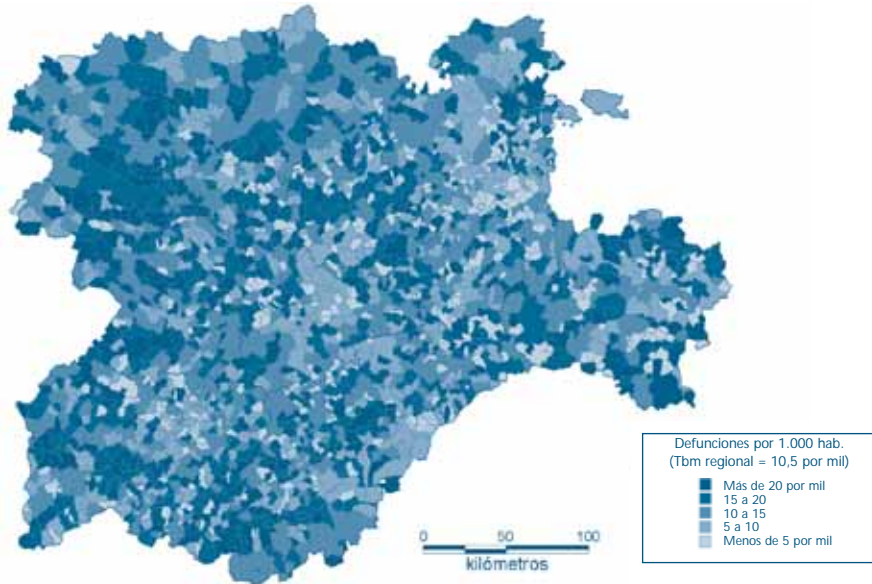 Defunciones por 1.000 hab.
(Tbm regional = 10,5 por mil)
Más de 20 por mil
15 a 20
10 a 15
5 a 10
Menos de 5 por mil
0 50 100
kilómetros